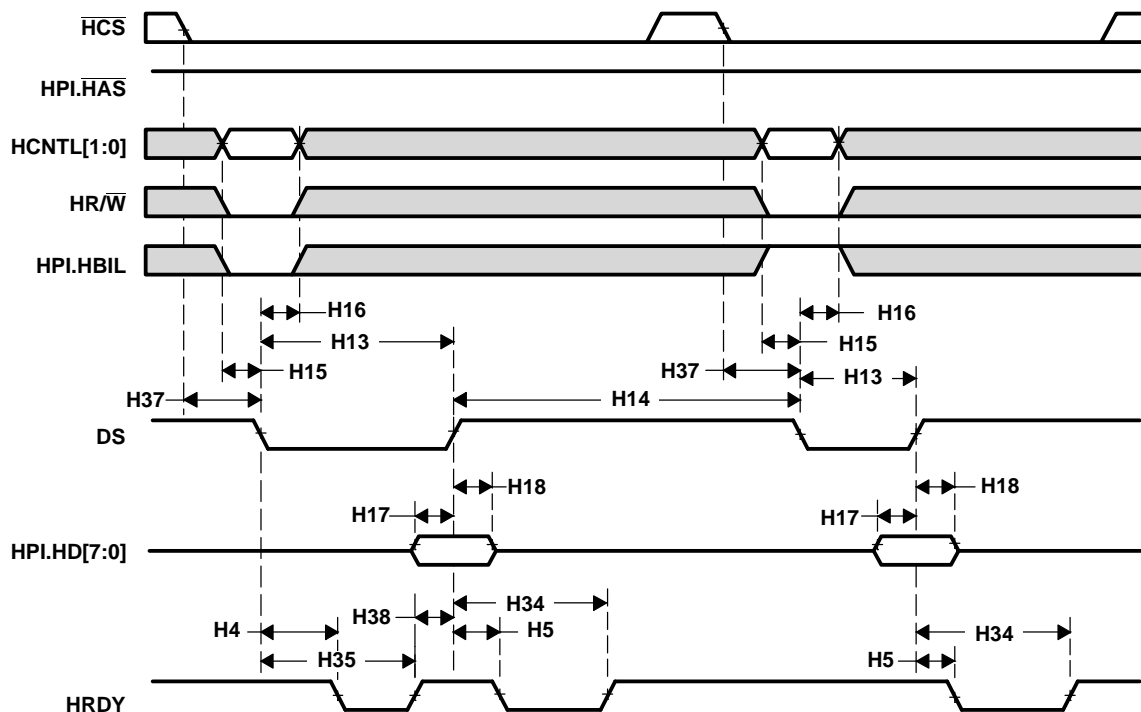 HCS
HPI.HAS
HCNTL[1:0]
HR/W
HPI.HBIL
H16
H16
H13
H15
H15
H37
H13
H37
H14
DS
H18
H18
H17
H17
HPI.HD[7:0]
H38
H34
H4
H5
H34
H35
H5
HRDY